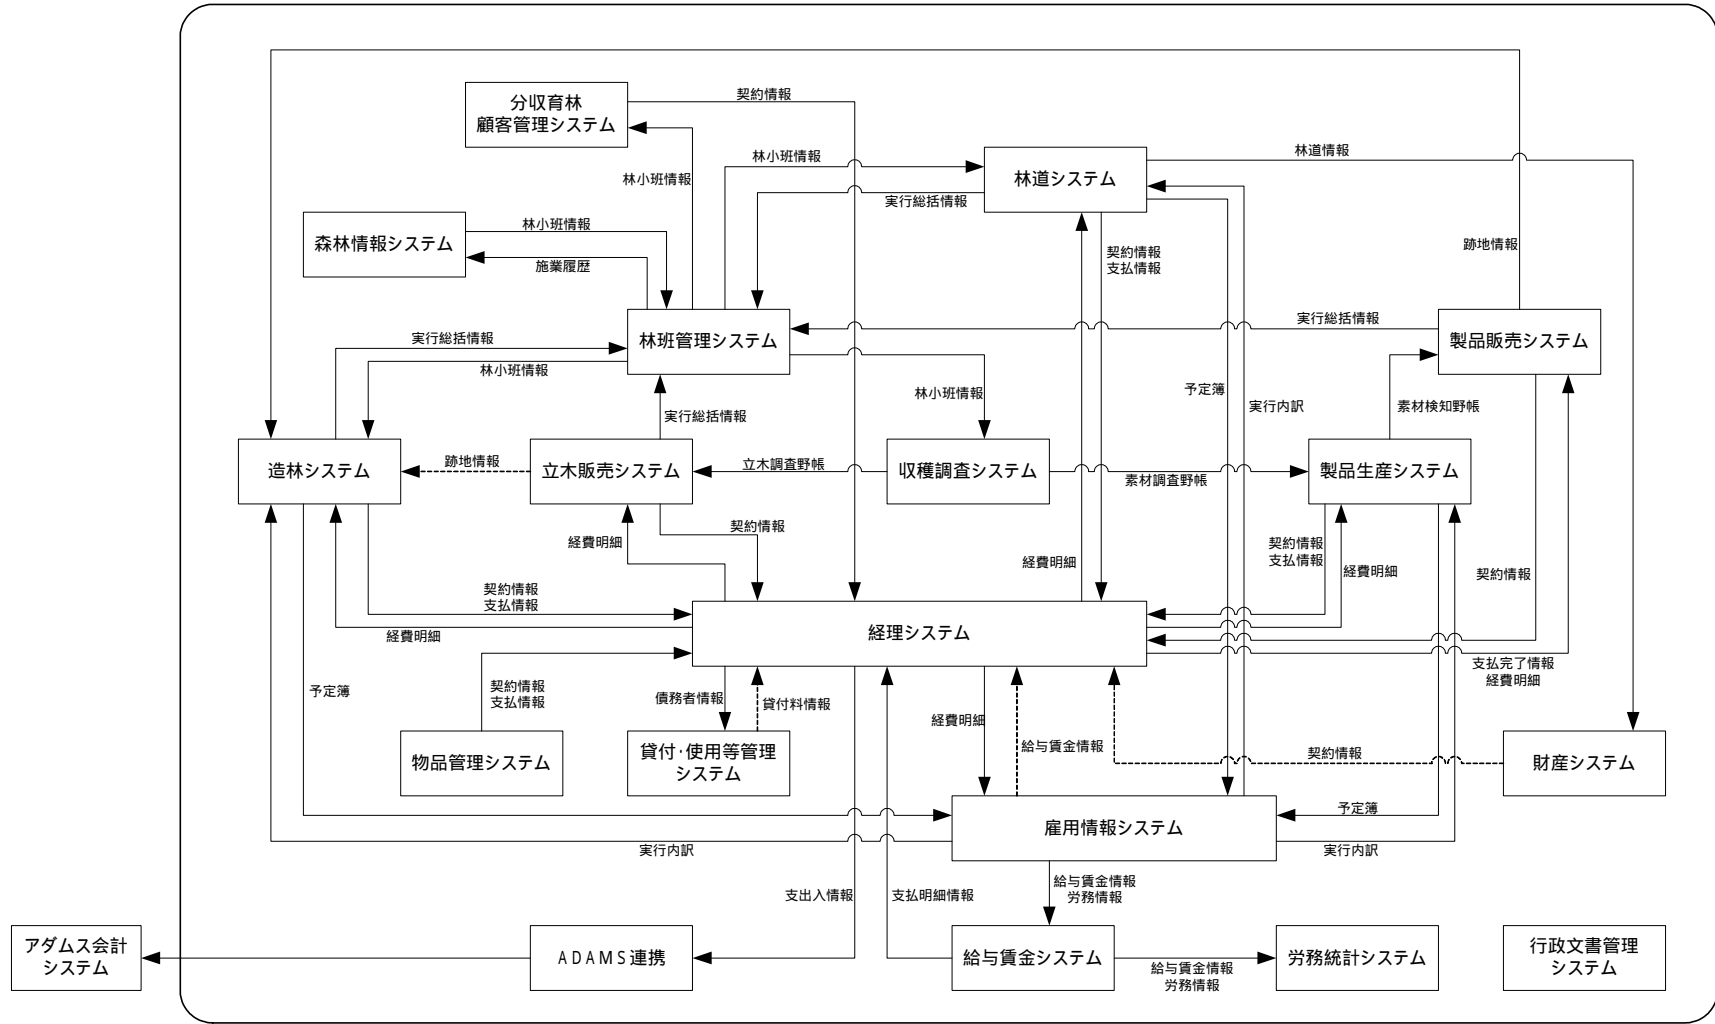 分収育林
顧客管理システム
契約情報
林小班情報
林小班情報
実行総括情報
林道システム
林道情報
森林情報システム
林小班情報
施業履歴
契約情報
支払情報
跡地情報
林班管理システム
実行総括情報
林小班情報
実行総括情報
製品販売システム
実行総括情報
林小班情報
予定簿
実行内訳
素材検知野帳
造林システム
跡地情報
立木販売システム
立木調査野帳
収穫調査システム
素材調査野帳
製品生産システム
経費明細
契約情報
経費明細
契約情報
支払情報
経費明細
契約情報
契約情報
支払情報
経費明細
経理システム
支払完了情報
経費明細
予定簿
契約情報
支払情報
債務者情報
貸付料情報
経費明細
給与賃金情報
契約情報
物品管理システム
貸付・使用等管理
システム
財産システム
雇用情報システム
予定簿
実行内訳
実行内訳
支出入情報
支払明細情報
給与賃金情報
労務情報
アダムス会計
システム
ADAMS連携
給与賃金システム
給与賃金情報
労務情報
労務統計システム
行政文書管理
システム